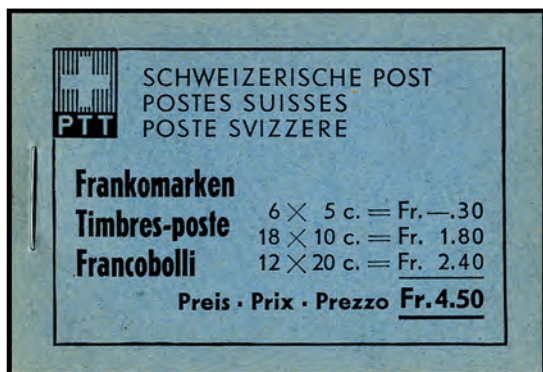 SCHWEIZERISCHE POST
POSTES SUISSES
POSTE SVIZZERE
PTT
Frankomarken
Timbres-poste
Francobolli
6 × 5 c. = Fr. —.30
18 × 10 c. = Fr. 1.80
12 × 20 c. = Fr. 2.40
Preis · Prix · Prezzo Fr. 4.50